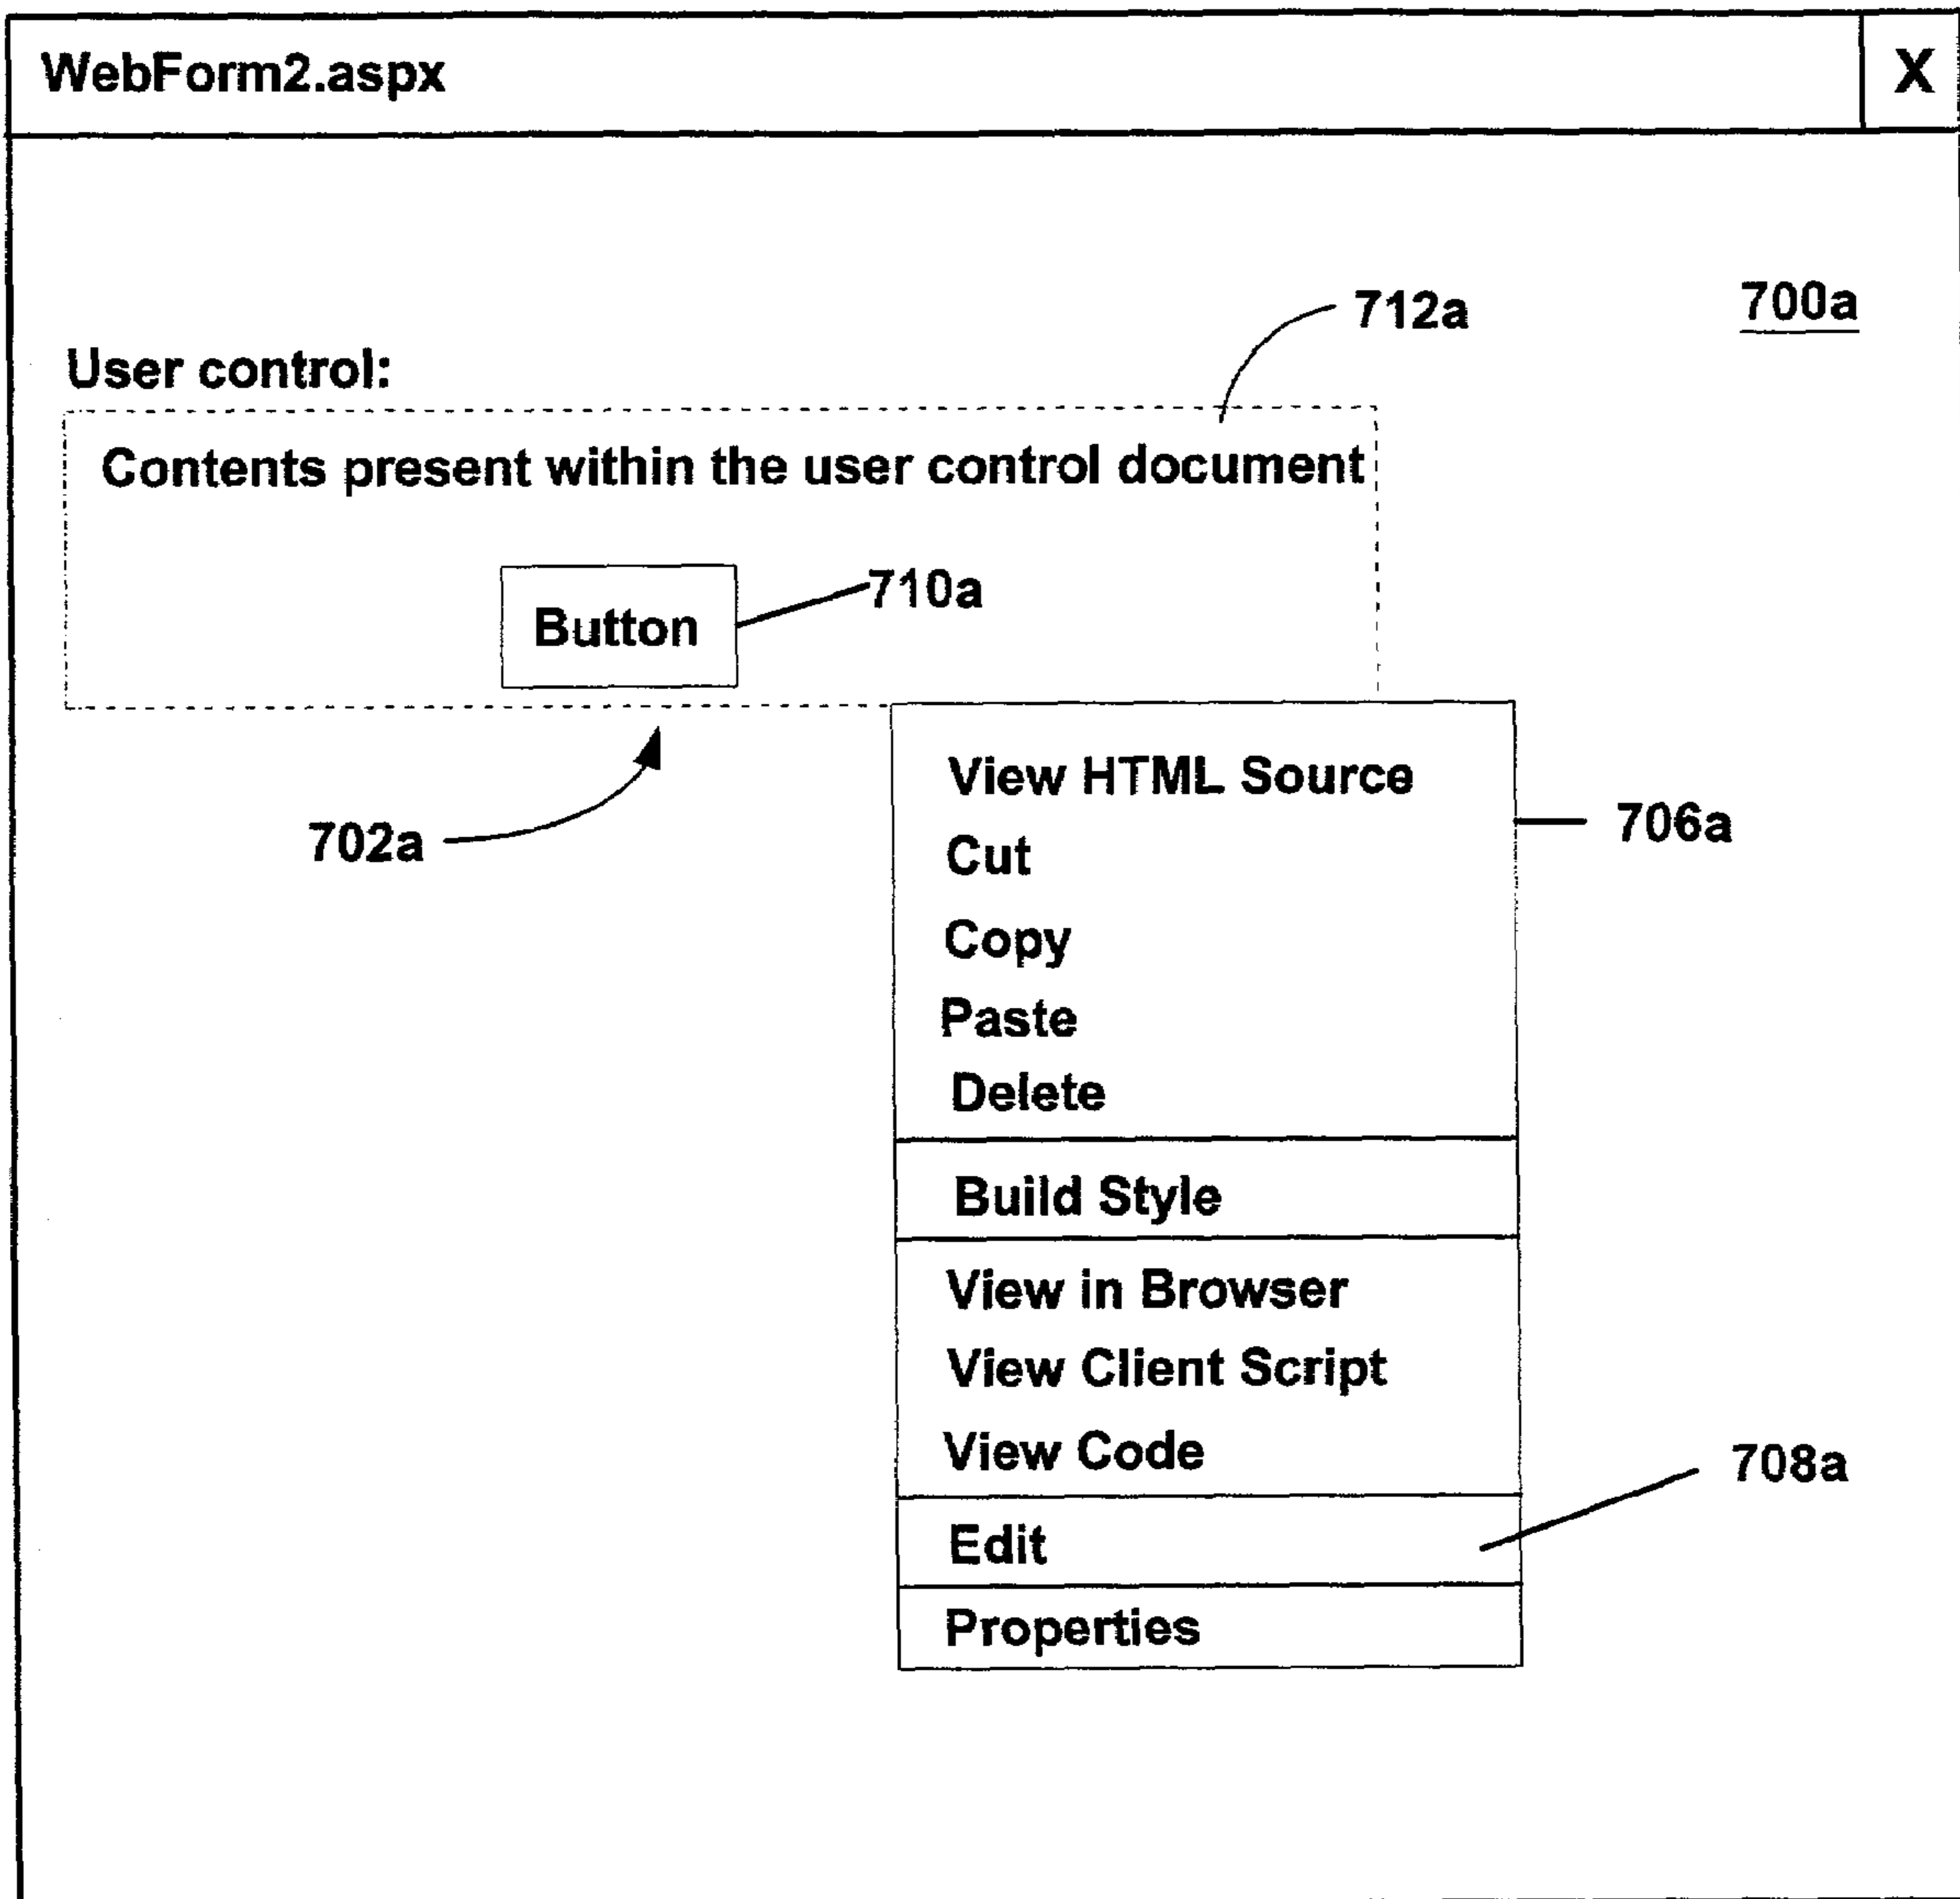 WebForm2.aspx X
712a 700a
User control:
Contents present within the user control document
710a
Button
View HTML Source
706a
702a
Cut
Copy
Paste
Delete
Build Style
View in Browser
View Client Script
View Code
708a
Edit
Properties